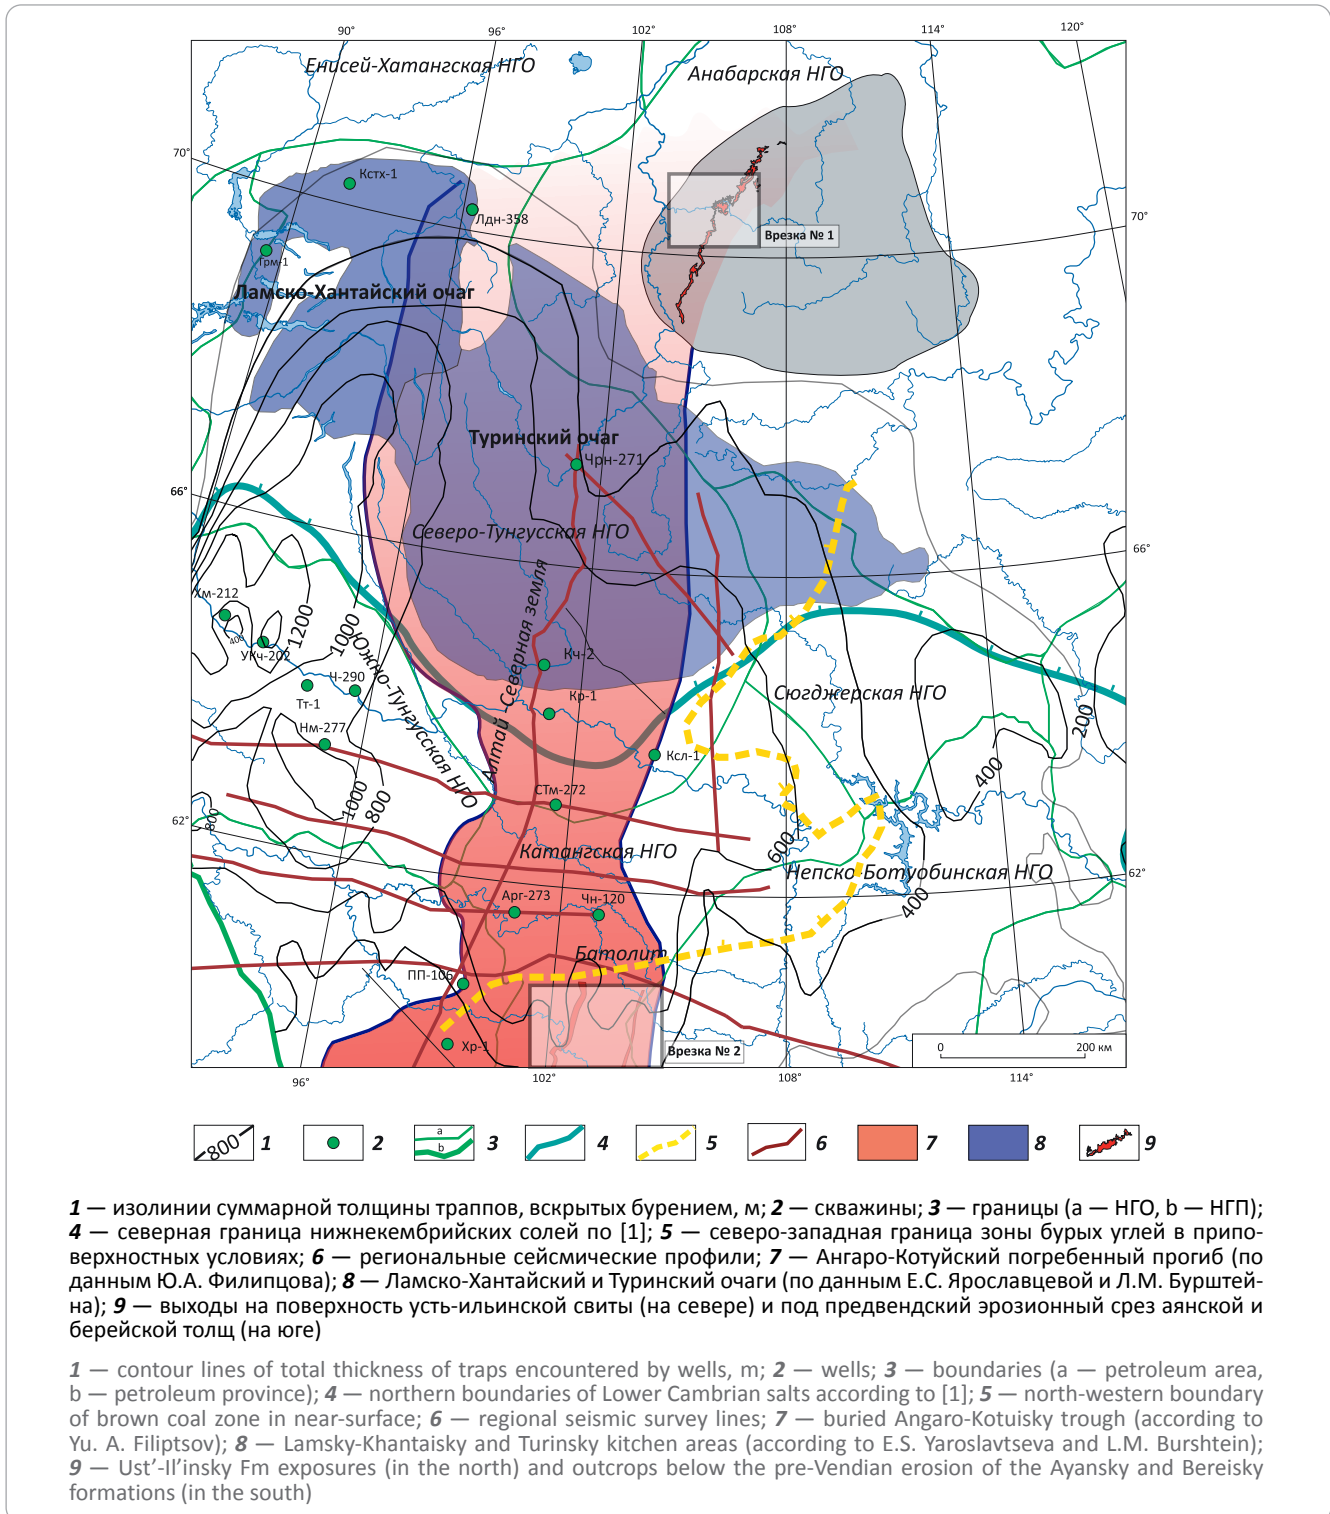 90°
96°
102°
108°
114°
120°
Енисей-Хатангская НГО
Анабарская НГО
70°
Кстх-1
Лдн-358
70°
Врезка № 1
Грм-1
Ламско-Хантайский очаг
Туринский очаг
Чрн-271
66°
Северо-Тунгусская НГО
66°
Хм-212
400
УКч-202
1200
1000
Южно-Тунгусская НГО
Алтай -Северная земля
Кч-2
Ч-290
Тт-1
Кр-1
Сюгджерская НГО
Нм-277
200
Ксл-1
400
1000
800
СТм-272
62°
800
Катангская НГО
600
Непско-Ботуобинская НГО
62°
400
Арг-273
Чн-120
Батолит
ПП-106
Хр-1
Врезка № 2
0
200 км
96°
102°
108°
114°
800
1
2
a
b
3
4
5
6
7
8
9
1 — изолинии суммарной толщины траппов, вскрытых бурением, м; 2 — скважины; 3 — границы (a — НГО, b — НГП);
4 — северная граница нижнекембрийских солей по [1]; 5 — северо-западная граница зоны бурых углей в припо-
верхностных условиях; 6 — региональные сейсмические профили; 7 — Ангаро-Котуйский погребенный прогиб (по
данным Ю.А. Филипцова); 8 — Ламско-Хантайский и Туринский очаги (по данным Е.С. Ярославцевой и Л.М. Бурштей-
на); 9 — выходы на поверхность усть-ильинской свиты (на севере) и под предвендский эрозионный срез аянской и
берейской толщ (на юге)
1 — contour lines of total thickness of traps encountered by wells, m; 2 — wells; 3 — boundaries (a — petroleum area,
b — petroleum province); 4 — northern boundaries of Lower Cambrian salts according to [1]; 5 — north-western boundary
of brown coal zone in near-surface; 6 — regional seismic survey lines; 7 — buried Angaro-Kotuisky trough (according to
Yu. A. Filiptsov); 8 — Lamsky-Khantaisky and Turinsky kitchen areas (according to E.S. Yaroslavtseva and L.M. Burshtein);
9 — Ust'-Il'insky Fm exposures (in the north) and outcrops below the pre-Vendian erosion of the Ayansky and Bereisky
formations (in the south)